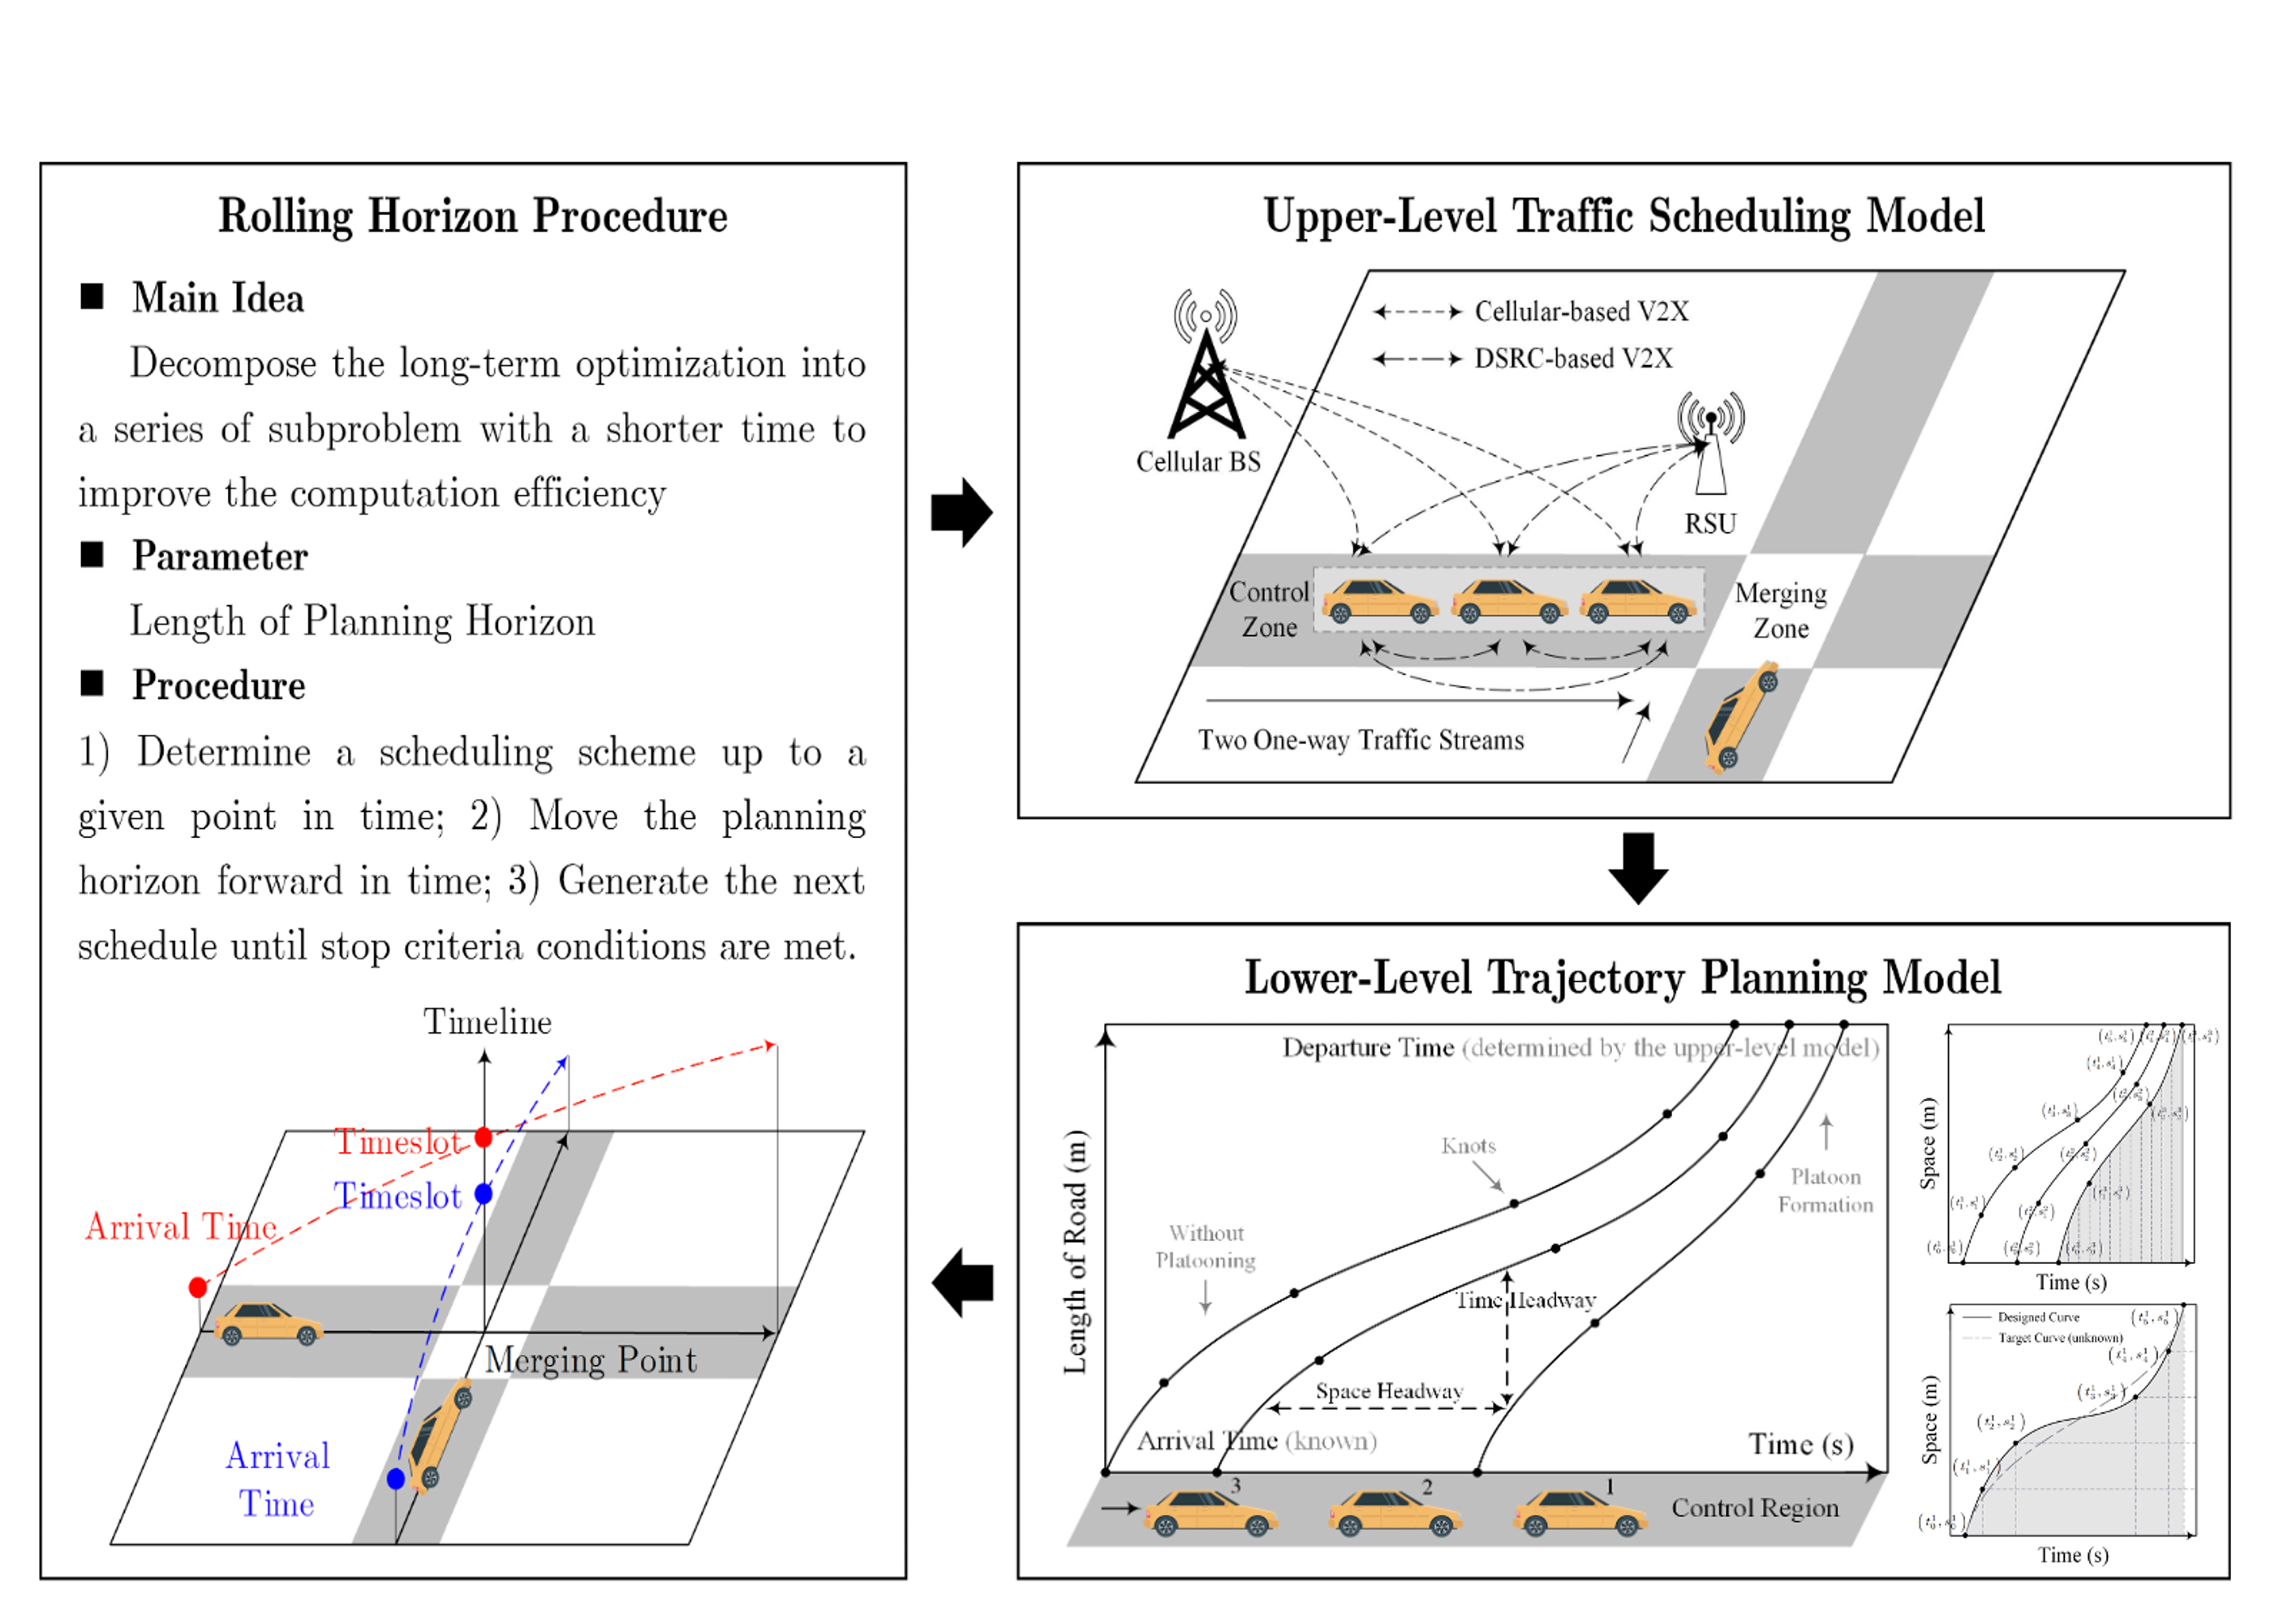 Rolling Horizon Procedure
Main Idea
Decompose the long-term optimization into
a series of subproblem with a shorter time to
improve the computation efficiency
Parameter
Length of Planning Horizon
Procedure
1) Determine a scheduling scheme up to a
given point in time; 2) Move the planning
horizon forward in time; 3) Generate the next
schedule until stop criteria conditions are met.
Timeline
Timeslot
Timeslot
Arrival Time
Merging Point
Arrival
Time
Upper-Level Traffic Scheduling Model
Cellular-based V2X
DSRC-based V2X
Cellular BS
RSU
Control
Zone
Merging
Zone
Two One-way Traffic Streams
Lower-Level Trajectory Planning Model
Departure Time (determined by the upper-level model)
Length of Road (m)
Knots
Without
Platooning
Platoon
Formation
Time Headway
Space Headway
Arrival Time (known)
Time (s)
3 2 1
Control Region
Space (m)
Time (s)
Designed Curve
Target Curve (unknown)
Space (m)
Time (s)